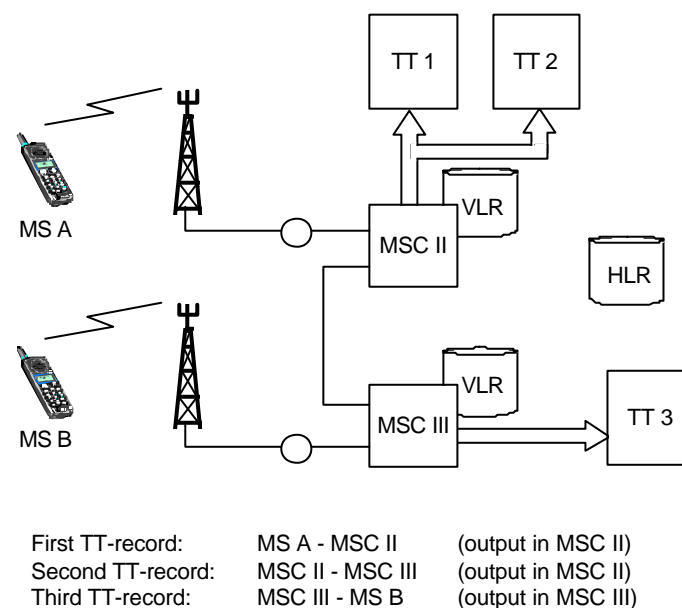 TT 1
TT 2
MS A
VLR
MSC II
HLR
MS B
VLR
MSC III
TT 3
First TT-record: MS A - MSC II (output in MSC II)
Second TT-record: MSC II - MSC III (output in MSC II)
Third TT-record: MSC III - MS B (output in MSC III)